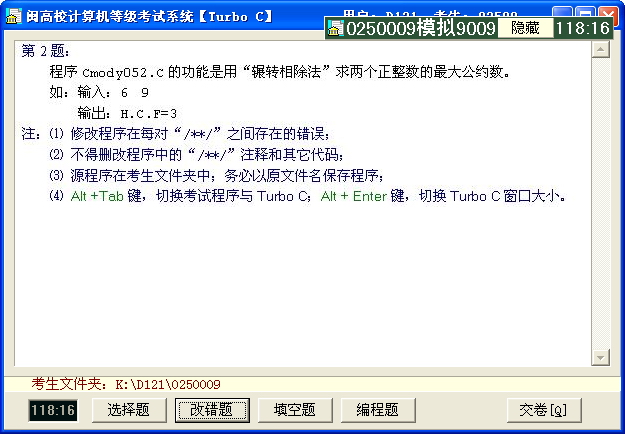 闽高校计算机等级考试系统【Turbo C】
0250009模拟9009 隐藏 118:16
第 2 题:
程序 Cmody052.C 的功能是用“辗转相除法”求两个正整数的最大公约数。
如: 输入: 6 9
输出: H.C.F=3
注: ⑴ 修改程序在每对“/**/”之间存在的错误;
⑵ 不得删改程序中的“/**/”注释和其它代码;
⑶ 源程序在考生文件夹中; 务必以原文件名保存程序;
⑷ Alt +Tab 键, 切换考试程序与 Turbo C; Alt + Enter 键, 切换 Turbo C 窗口大小。
考生文件夹: K:\D121\0250009
118:16 选择题 改错题 填空题 编程题 交卷[Q]